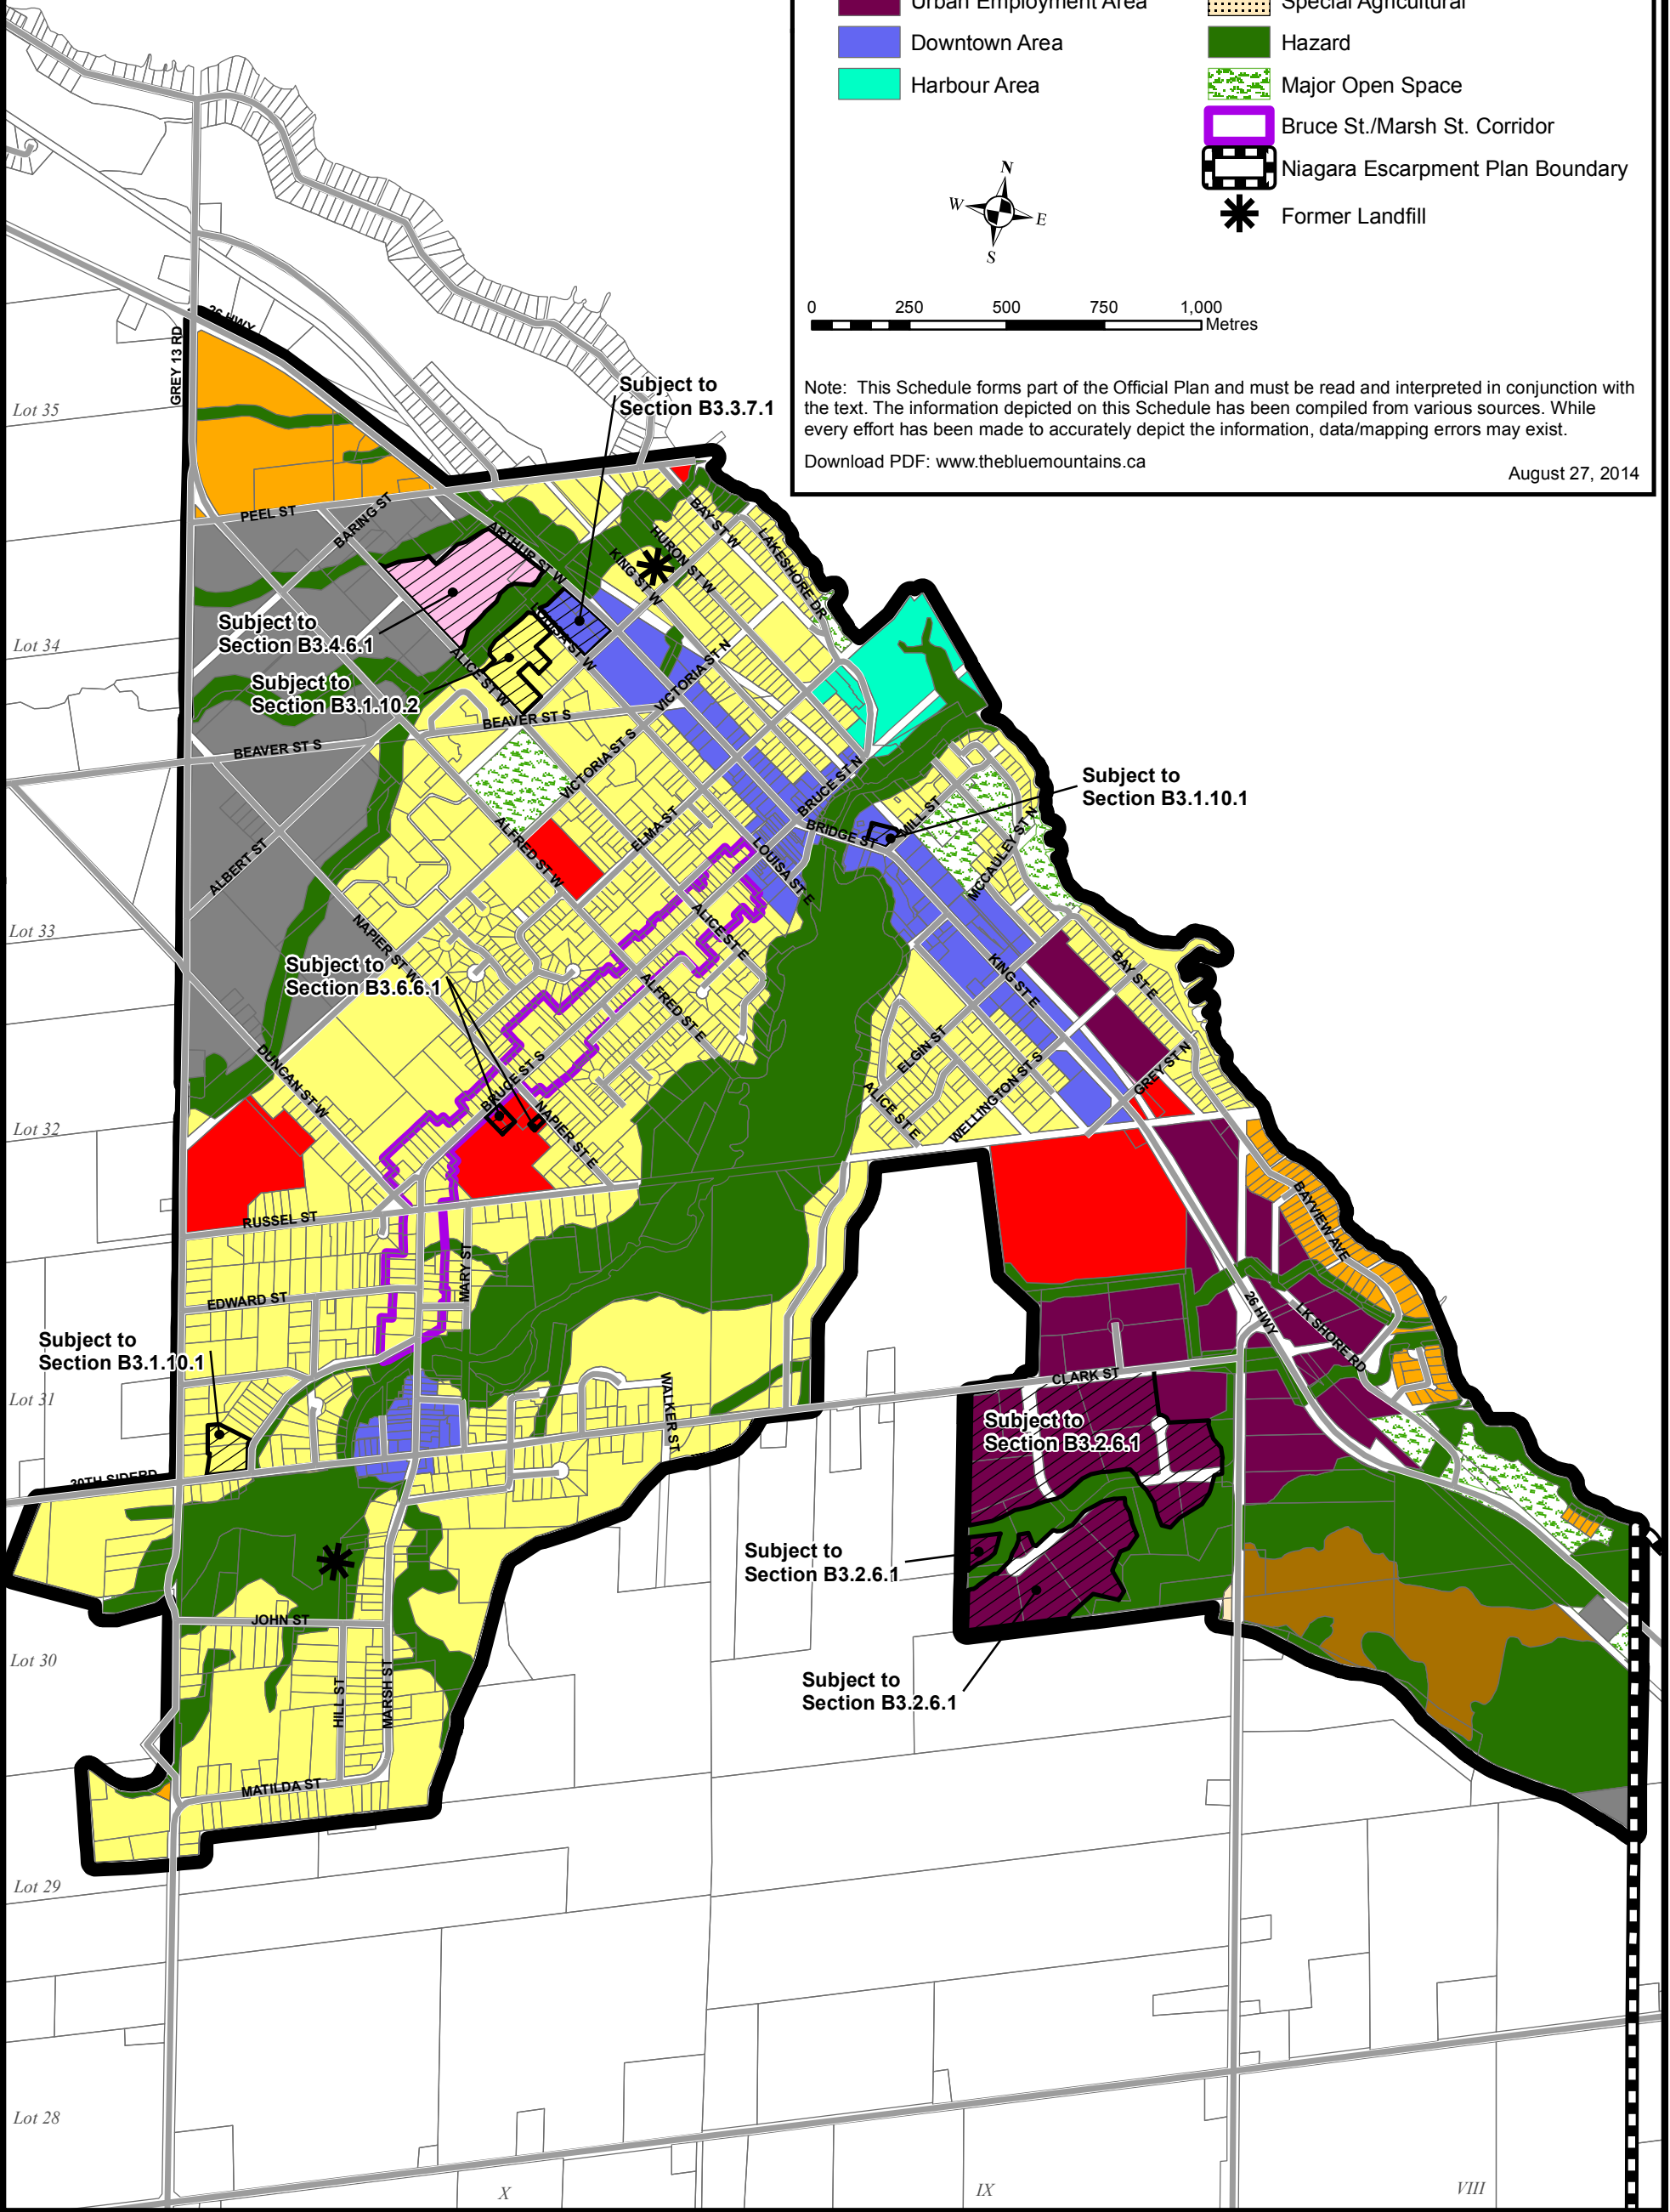 Urban Employment Area
Special Agricultural
Downtown Area
Hazard
Harbour Area
Major Open Space
Bruce St./Marsh St. Corridor
Niagara Escarpment Plan Boundary
Former Landfill
N
W
E
S
0 250 500 750 1,000
Metres
Note: This Schedule forms part of the Official Plan and must be read and interpreted in conjunction with
the text. The information depicted on this Schedule has been compiled from various sources. While
every effort has been made to accurately depict the information, data/mapping errors may exist.
Download PDF: www.thebluemountains.ca
August 27, 2014
26 HWY
GREY 13 RD
Lot 35
Subject to
Section B3.3.7.1
PEEL ST
BARING ST
ARTHUR ST W
BAY ST W
HURON ST W
KING ST W
LAKESHORE DR
Subject to
Section B3.4.6.1
Lot 34
LOUISA ST W
ALICE ST W
VICTORIA ST N
Subject to
Section B3.1.10.2
BEAVER ST S
BEAVER ST S
VICTORIA ST S
BRUCE ST N
Subject to
Section B3.1.10.1
MILL ST
BRIDGE ST
MCCAULEY ST N
ELMA ST
ALFRED ST W
ALBERT ST
LOUISA ST E
ALICE ST E
Lot 33
NAPIER ST W
Subject to
Section B3.6.6.1
BAY ST E
KING ST E
ALFRED ST E
ELGIN ST
GREY ST N
DUNCAN ST W
BRUCE ST S
WELLINGTON ST S
ALICE ST E
NAPIER ST E
Lot 32
RUSSEL ST
BAYVIEW AVE
MARY ST
EDWARD ST
26 HWY
LK SHORE RD
Subject to
Section B3.1.10.1
Lot 31
CLARK ST
WALKER ST
Subject to
Section B3.2.6.1
30TH SIDERD
Subject to
Section B3.2.6.1
JOHN ST
Lot 30
HILL ST
MARSH ST
Subject to
Section B3.2.6.1
MATILDA ST
Lot 29
Lot 28
X
IX
VIII